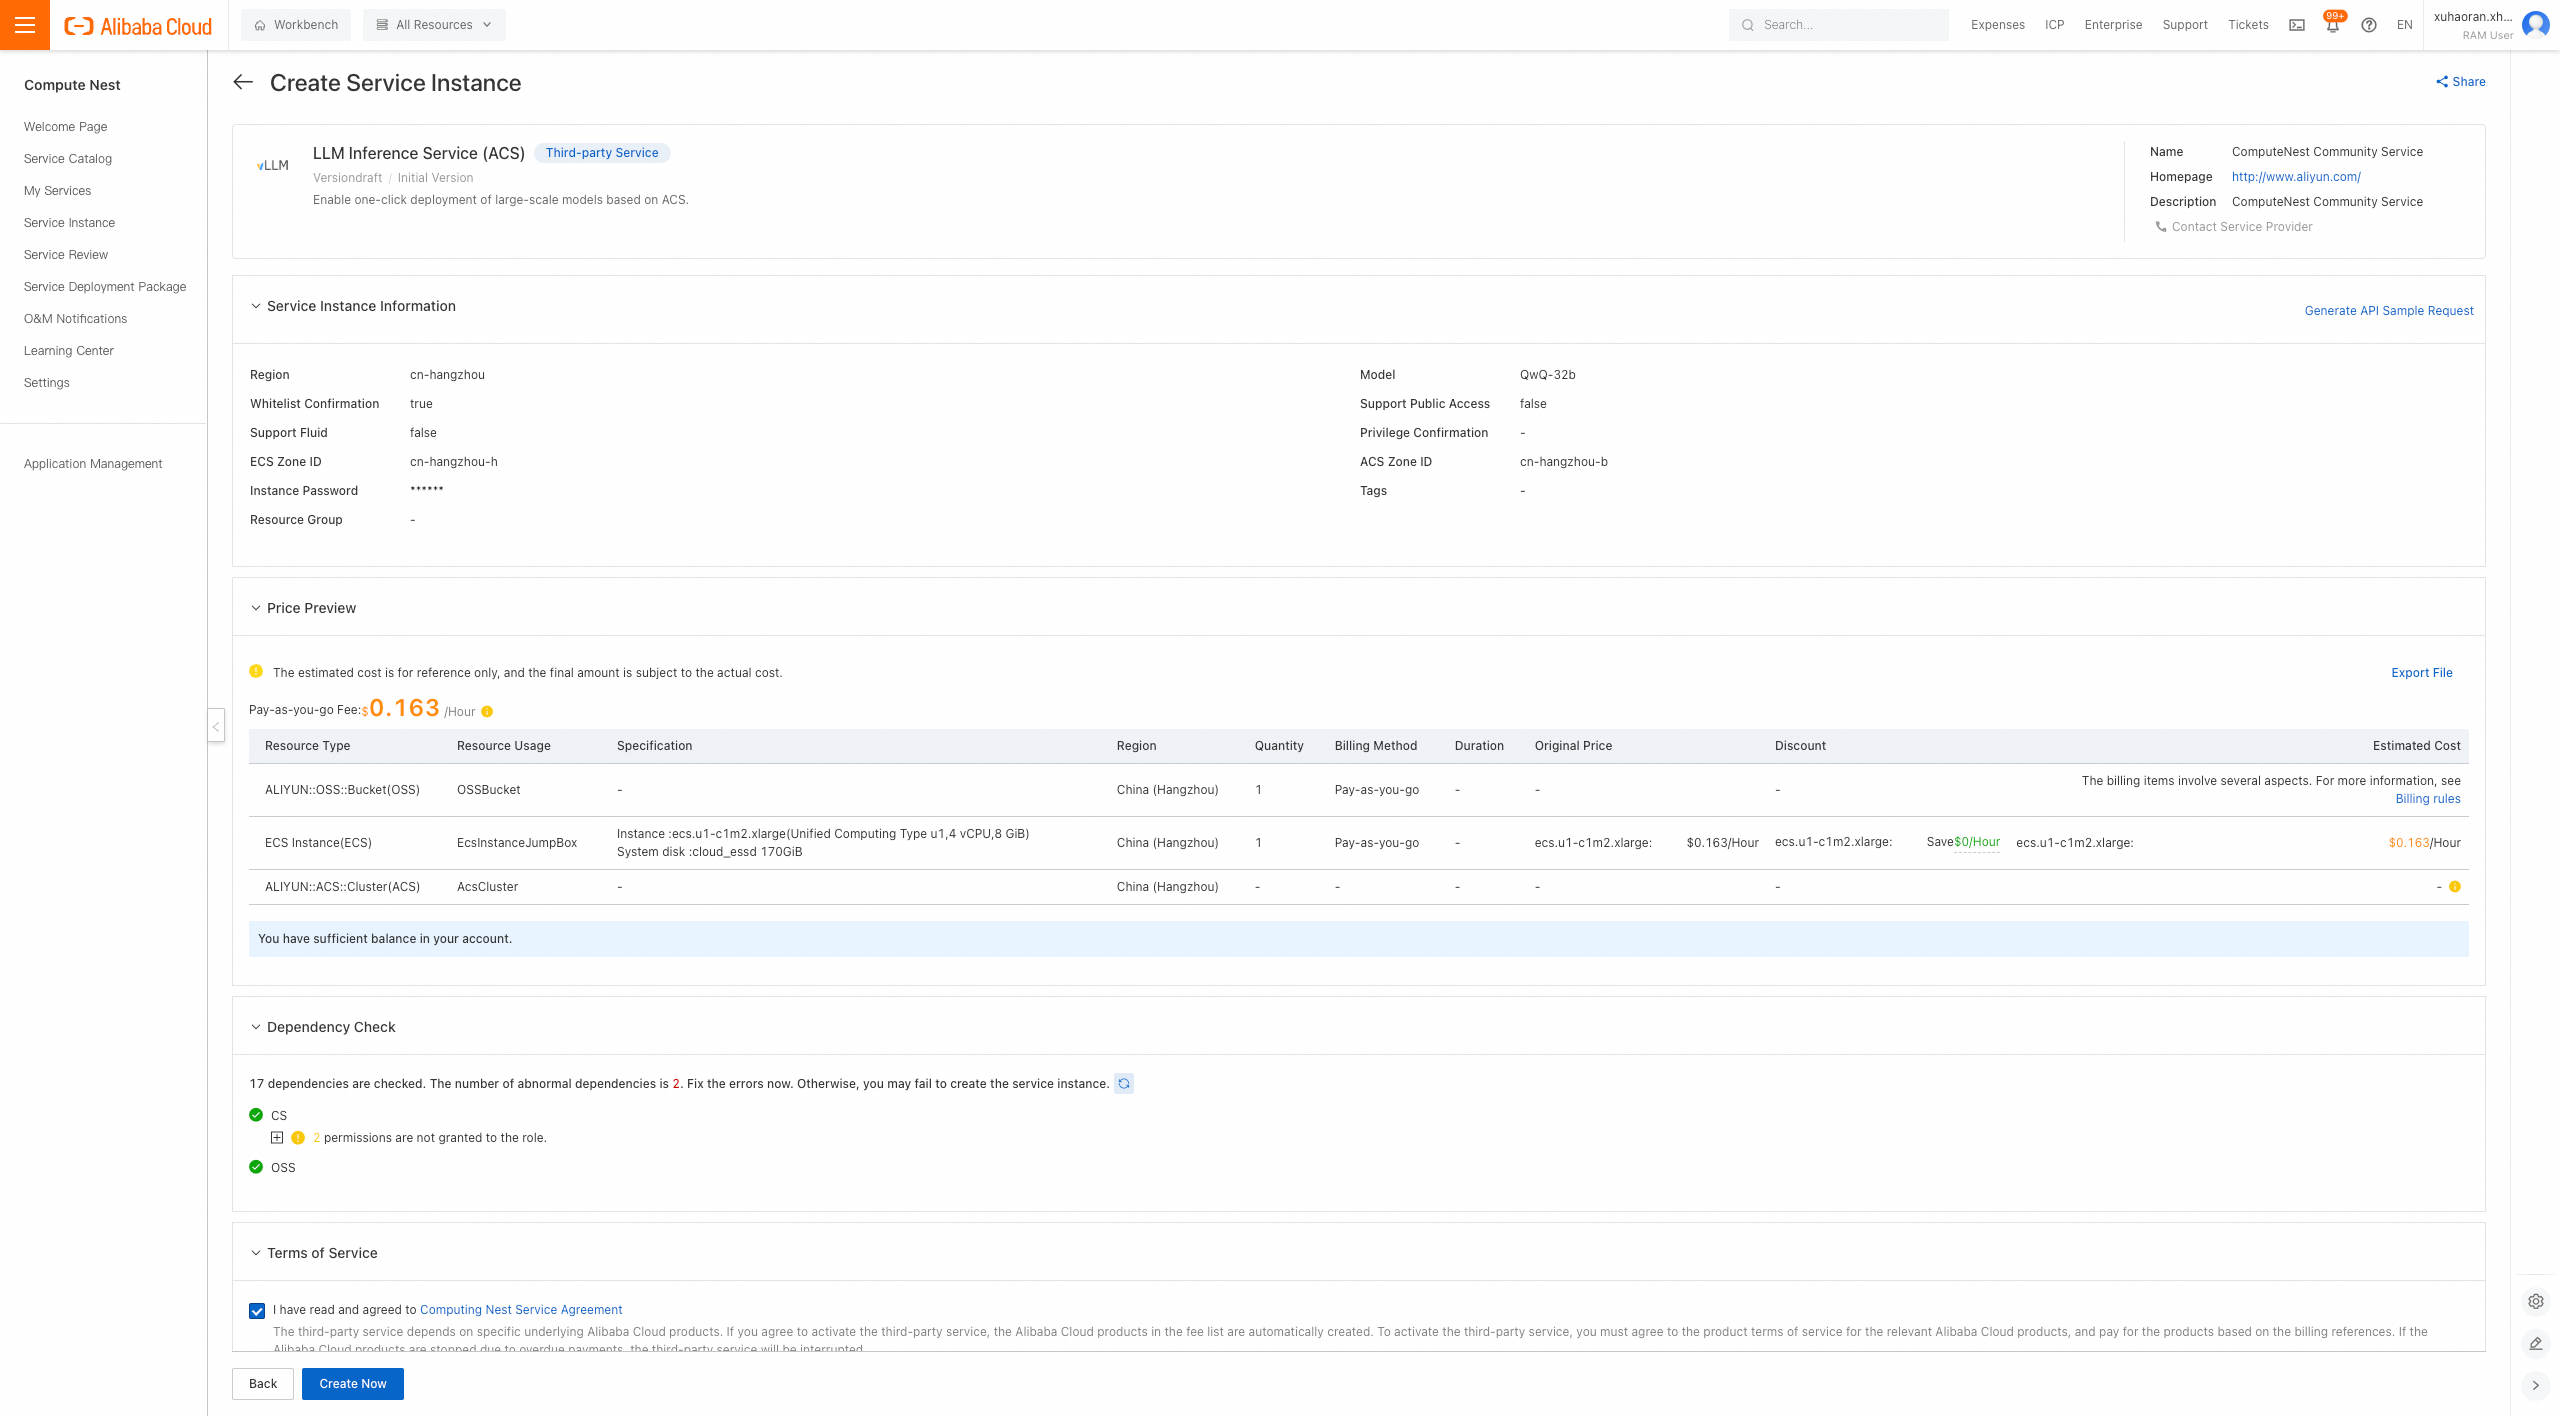 Alibaba Cloud
Workbench
All Resources
Search...
Expenses
ICP
Enterprise
Support
Tickets
99+
EN
xuhaoran.xh...
RAM User
Compute Nest
Welcome Page
Service Catalog
My Services
Service Instance
Service Review
Service Deployment Package
O&M Notifications
Learning Center
Settings
Application Management
Create Service Instance
Share
vLLM
LLM Inference Service (ACS) Third-party Service
Versiondraft / Initial Version
Enable one-click deployment of large-scale models based on ACS.
Name ComputeNest Community Service
Homepage http://www.aliyun.com/
Description ComputeNest Community Service
Contact Service Provider
Service Instance Information
Generate API Sample Request
Region cn-hangzhou Model QwQ-32b
Whitelist Confirmation true Support Public Access false
Support Fluid false Privilege Confirmation -
ECS Zone ID cn-hangzhou-h ACS Zone ID cn-hangzhou-b
Instance Password ****** Tags -
Resource Group -
Price Preview
The estimated cost is for reference only, and the final amount is subject to the actual cost.
Export File
Pay-as-you-go Fee:$0.163 /Hour
Resource Type Resource Usage Specification Region Quantity Billing Method Duration Original Price Discount Estimated Cost
ALIYUN::OSS::Bucket(OSS) OSSBucket - China (Hangzhou) 1 Pay-as-you-go - - - The billing items involve several aspects. For more information, see
Billing rules
ECS Instance(ECS) EcsInstanceJumpBox Instance :ecs.u1-c1m2.xlarge(Unified Computing Type u1,4 vCPU,8 GiB)
System disk :cloud_essd 170GiB
China (Hangzhou) 1 Pay-as-you-go - ecs.u1-c1m2.xlarge: $0.163/Hour ecs.u1-c1m2.xlarge: Save$0/Hour ecs.u1-c1m2.xlarge: $0.163/Hour
ALIYUN::ACS::Cluster(ACS) AcsCluster - China (Hangzhou) - - - - - -
You have sufficient balance in your account.
Dependency Check
17 dependencies are checked. The number of abnormal dependencies is 2. Fix the errors now. Otherwise, you may fail to create the service instance.
CS
2 permissions are not granted to the role.
OSS
Terms of Service
I have read and agreed to Computing Nest Service Agreement
The third-party service depends on specific underlying Alibaba Cloud products. If you agree to activate the third-party service, the Alibaba Cloud products in the fee list are automatically created. To activate the third-party service, you must agree to the product terms of service for the relevant Alibaba Cloud products, and pay for the products based on the billing references. If the
Alibaba Cloud products are stopped due to overdue payments, the third-party service will be interrupted.
Back
Create Now